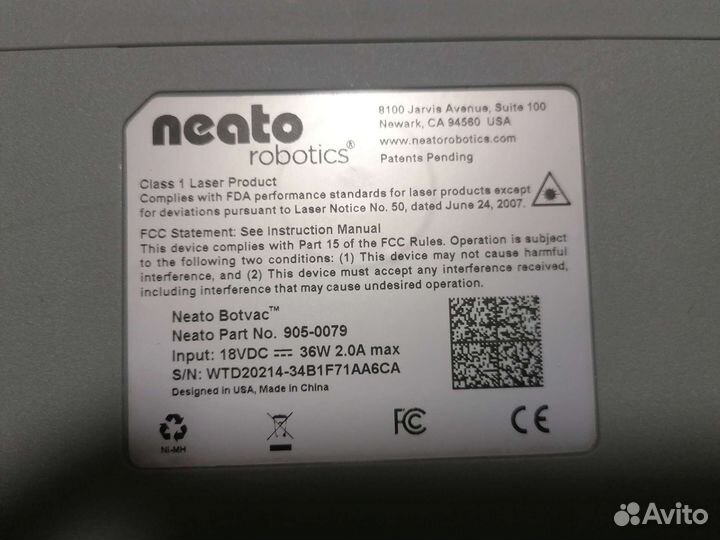 neato
robotics®
8100 Jarvis Avenue, Suite 100
Newark, CA 94560 USA
www.neatorobotics.com
Patents Pending
Class 1 Laser Product
Complies with FDA performance standards for laser products except
for deviations pursuant to Laser Notice No. 50, dated June 24, 2007.
FCC Statement: See Instruction Manual
This device complies with Part 15 of the FCC Rules. Operation is subject
to the following two conditions: (1) This device may not cause harmful
interference, and (2) This device must accept any interference received,
including interference that may cause undesired operation.
Neato Botvac™
Neato Part No. 905-0079
Input: 18VDC ⎓ 36W 2.0A max
S/N: WTD20214-34B1F71AA6CA
Designed in USA, Made in China
Ni-MH
FC
CE
Avito